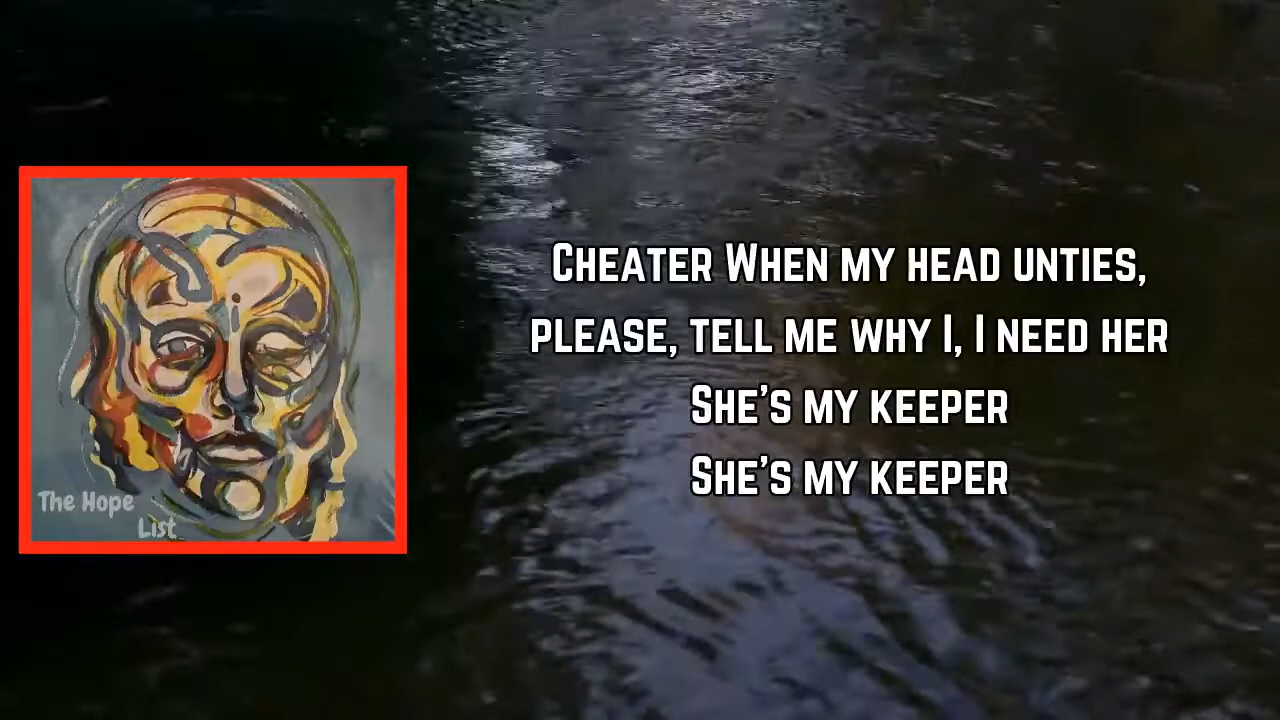 The Hope
List
Cheater When my head unties,
please, tell me why I, I need her
She's my keeper
She's my keeper